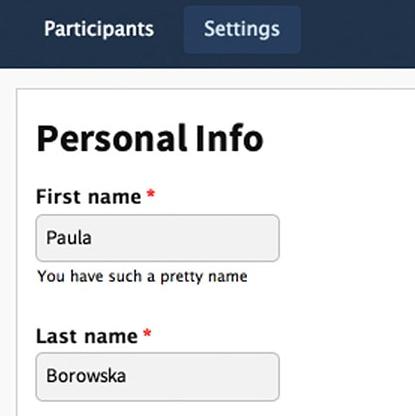 Participants Settings
Personal Info
First name *
Paula
You have such a pretty name
Last name *
Borowska